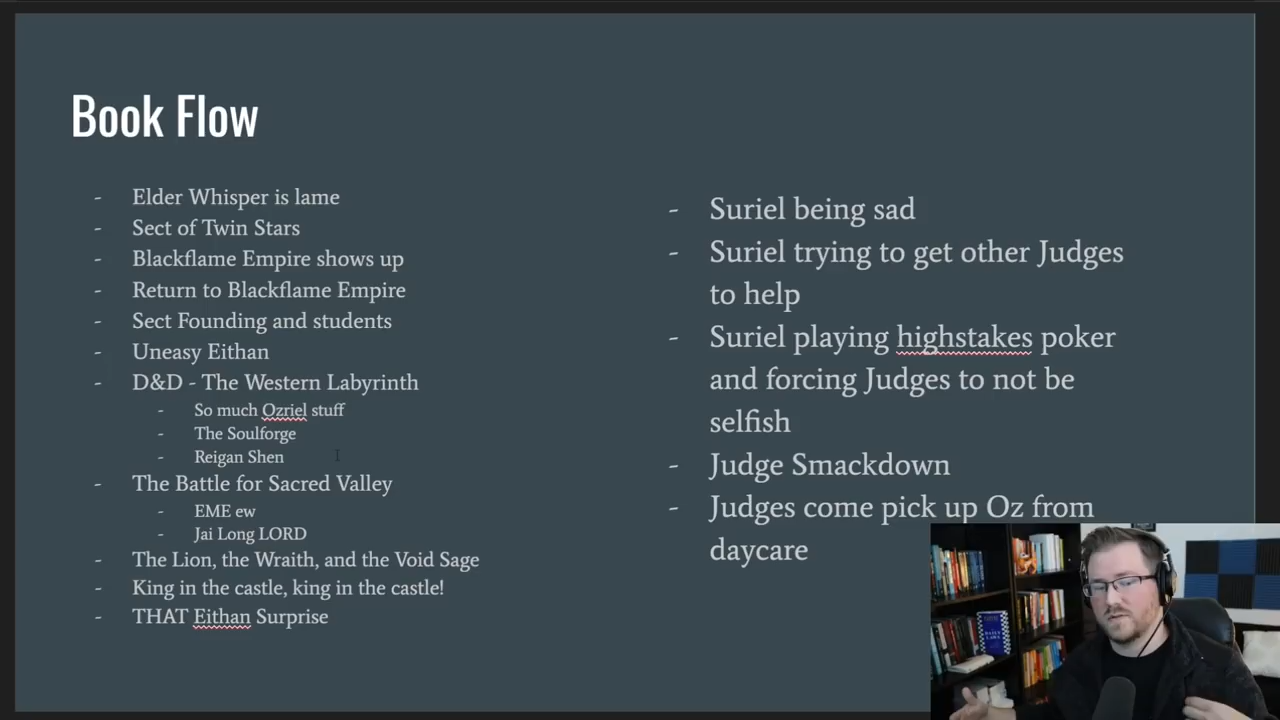 Book Flow
- Elder Whisper is lame
- Sect of Twin Stars
- Blackflame Empire shows up
- Return to Blackflame Empire
- Sect Founding and students
- Uneasy Eithan
- D&D - The Western Labyrinth
- So much Ozriel stuff
- The Soulforge
- Reigan Shen
- The Battle for Sacred Valley
- EME ew
- Jai Long LORD
- The Lion, the Wraith, and the Void Sage
- King in the castle, king in the castle!
- THAT Eithan Surprise
- Suriel being sad
- Suriel trying to get other Judges
to help
- Suriel playing highstakes poker
and forcing Judges to not be
selfish
- Judge Smackdown
- Judges come pick up Oz from
daycare